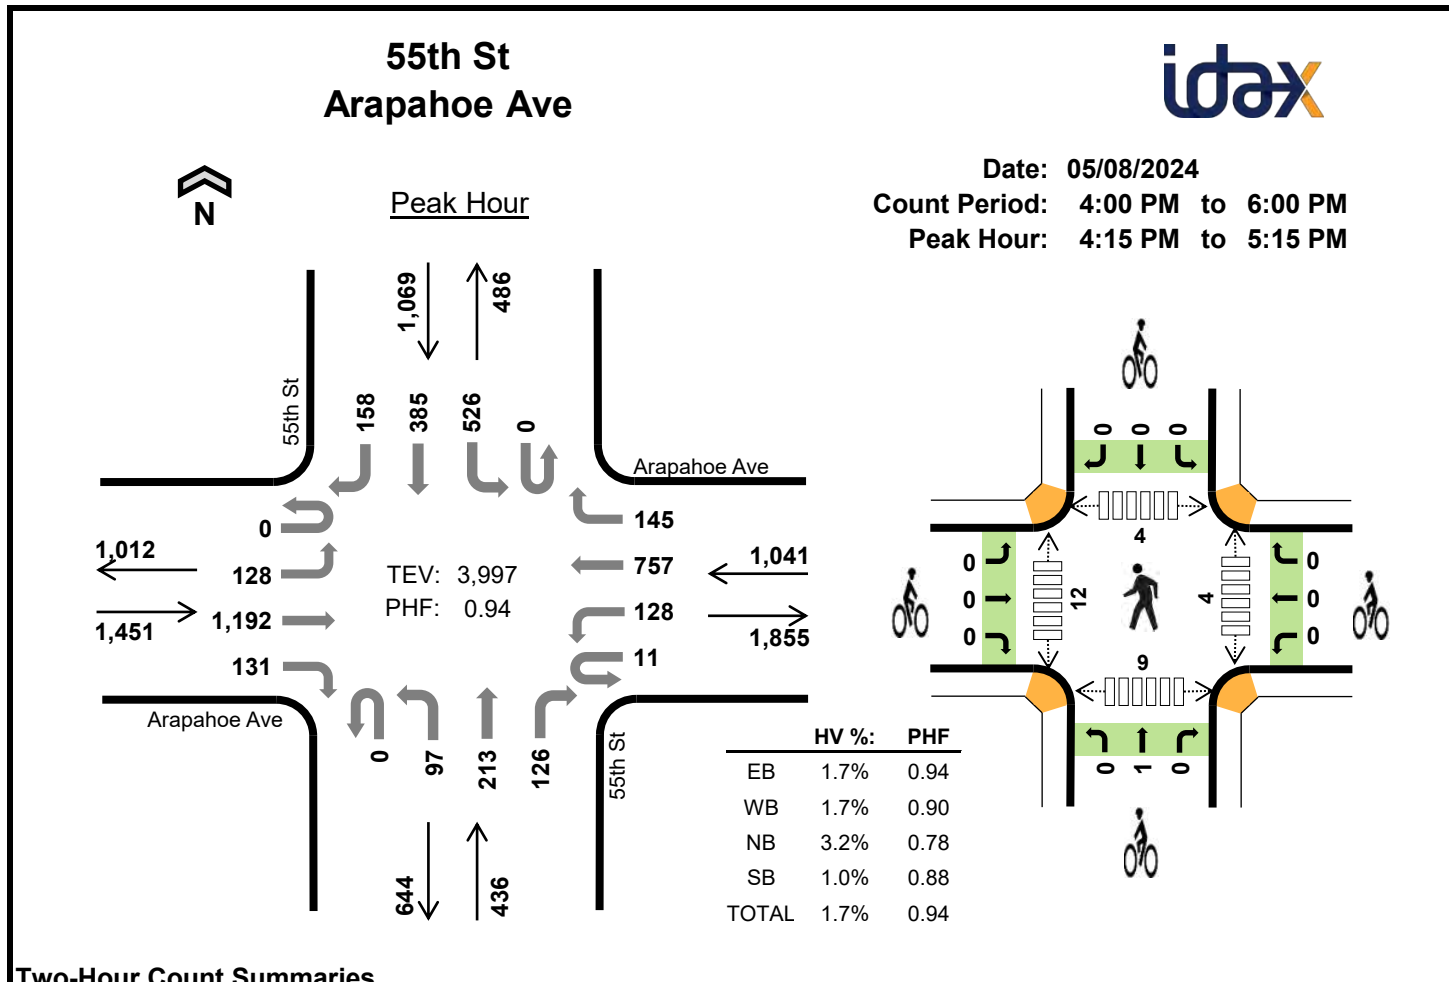 55th St
Arapahoe Ave
idax
Date: 05/08/2024
Count Period: 4:00 PM to 6:00 PM
Peak Hour: 4:15 PM to 5:15 PM
N
Peak Hour
1,069
486
55th St
158
385
526
0
Arapahoe Ave
0
145
1,012
128
TEV: 3,997
757
1,041
PHF: 0.94
1,451
1,192
128
1,855
131
11
Arapahoe Ave
0
97
213
126
55th St
644
436
HV %: PHF
EB 1.7% 0.94
WB 1.7% 0.90
NB 3.2% 0.78
SB 1.0% 0.88
TOTAL 1.7% 0.94
0 0 0
4
0
0
0
12
4
0
0
0
9
0 1 0
Two-Hour Count Summaries